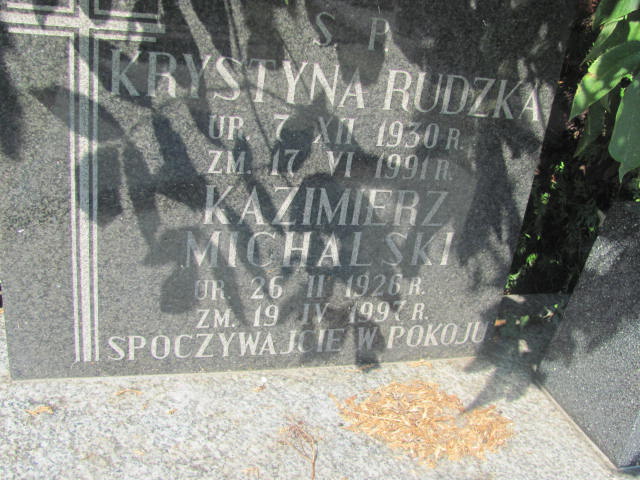 Ś. P.
KRYSTYNA RUDZKA
UR. 7 XII 1930 R.
ZM. 17 VI 1991 R.
KAZIMIERZ
MICHALSKI
UR. 26 II 1926 R.
ZM. 19 IV 1997 R.
SPOCZYWAJCIE W POKOJU